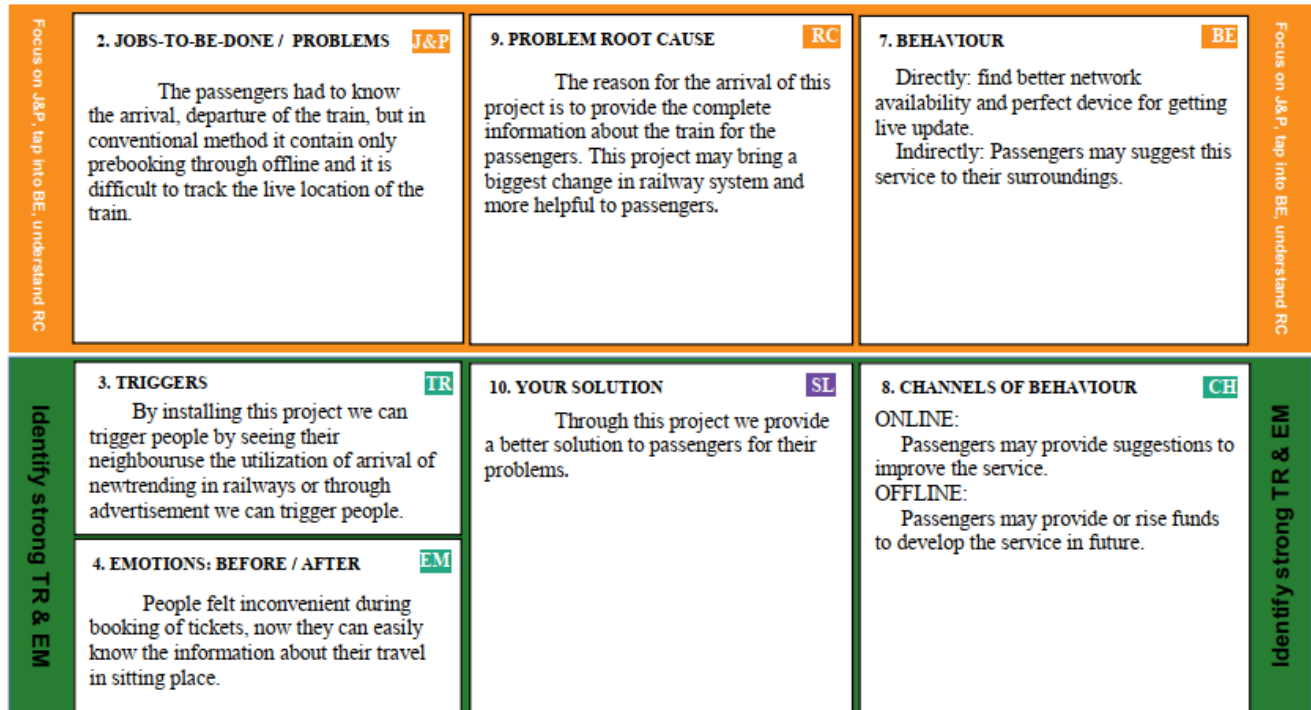 Focus on J&P, tap into BE, understand RC
2. JOBS-TO-BE-DONE / PROBLEMS
J&P
The passengers had to know
the arrival, departure of the train, but in
conventional method it contain only
prebooking through offline and it is
difficult to track the live location of the
train.
9. PROBLEM ROOT CAUSE
RC
The reason for the arrival of this
project is to provide the complete
information about the train for the
passengers. This project may bring a
biggest change in railway system and
more helpful to passengers.
7. BEHAVIOUR
BE
Directly: find better network
availability and perfect device for getting
live update.
Indirectly: Passengers may suggest this
service to their surroundings.
Focus on J&P, tap into BE, understand RC
Identify strong TR & EM
3. TRIGGERS
TR
By installing this project we can
trigger people by seeing their
neighbouruse the utilization of arrival of
newtrending in railways or through
advertisement we can trigger people.
4. EMOTIONS: BEFORE / AFTER
EM
People felt inconvenient during
booking of tickets, now they can easily
know the information about their travel
in sitting place.
10. YOUR SOLUTION
SL
Through this project we provide
a better solution to passengers for their
problems.
8. CHANNELS OF BEHAVIOUR
CH
ONLINE:
Passengers may provide suggestions to
improve the service.
OFFLINE:
Passengers may provide or rise funds
to develop the service in future.
Identify strong TR & EM